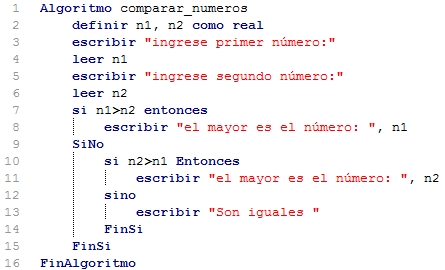 1 Algoritmo comparar_numeros
2 definir n1, n2 como real
3 escribir "ingrese primer número:"
4 leer n1
5 escribir "ingrese segundo número:"
6 leer n2
7 si n1>n2 entonces
8 escribir "el mayor es el número: ", n1
9 SiNo
10 si n2>n1 Entonces
11 escribir "el mayor es el número: ", n2
12 sino
13 escribir "Son iguales "
14 FinSi
15 FinSi
16 FinAlgoritmo